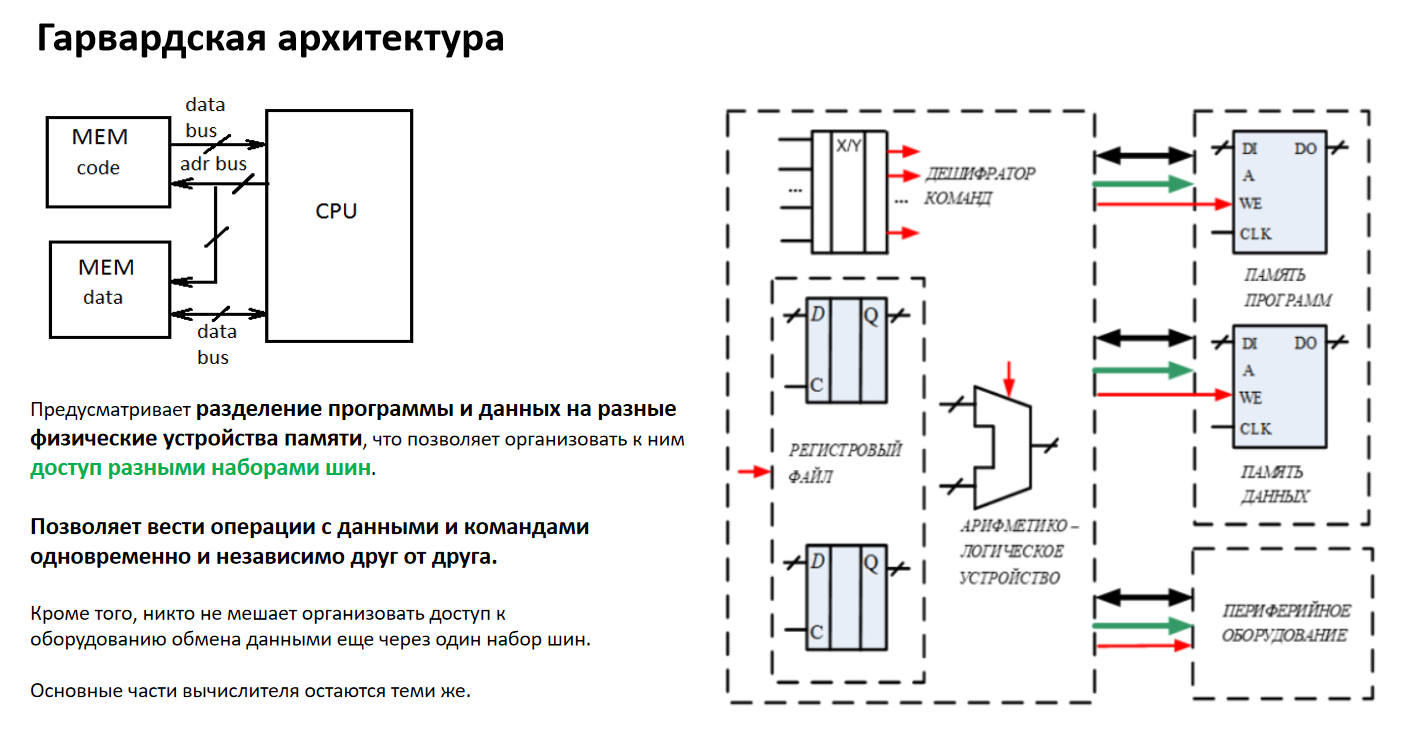 Гарвардская архитектура
data
bus
MEM
code
adr bus
CPU
MEM
data
data
bus
Предусматривает разделение программы и данных на разные
физические устройства памяти, что позволяет организовать к ним
доступ разными наборами шин.
Позволяет вести операции с данными и командами
одновременно и независимо друг от друга.
Кроме того, никто не мешает организовать доступ к
оборудованию обмена данными еще через один набор шин.
Основные части вычислителя остаются теми же.
X/Y
...
...
ДЕШИФРАТОР
КОМАНД
D Q
C
РЕГИСТРОВЫЙ
ФАЙЛ
D Q
C
АРИФМЕТИКО –
ЛОГИЧЕСКОЕ
УСТРОЙСТВО
DI DO
A
WE
CLK
ПАМЯТЬ
ПРОГРАММ
DI DO
A
WE
CLK
ПАМЯТЬ
ДАННЫХ
ПЕРИФЕРИЙНОЕ
ОБОРУДОВАНИЕ